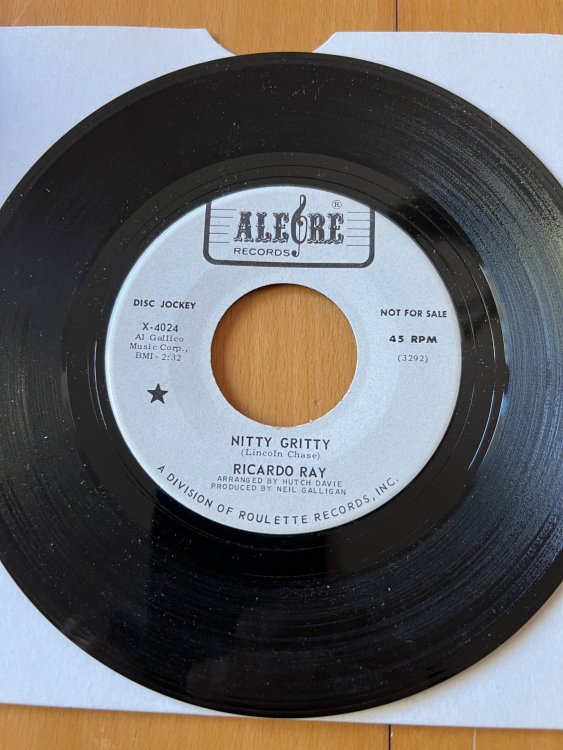 ALEGRE ®
RECORDS
DISC JOCKEY
NOT FOR SALE
X-4024
Al Gallico
Music Corp.,
BMI - 2:32
45 RPM
(3292)
NITTY GRITTY
(Lincoln Chase)
RICARDO RAY
ARRANGED BY HUTCH DAVIE
PRODUCED BY NEIL GALLIGAN
A DIVISION OF ROULETTE RECORDS, INC.